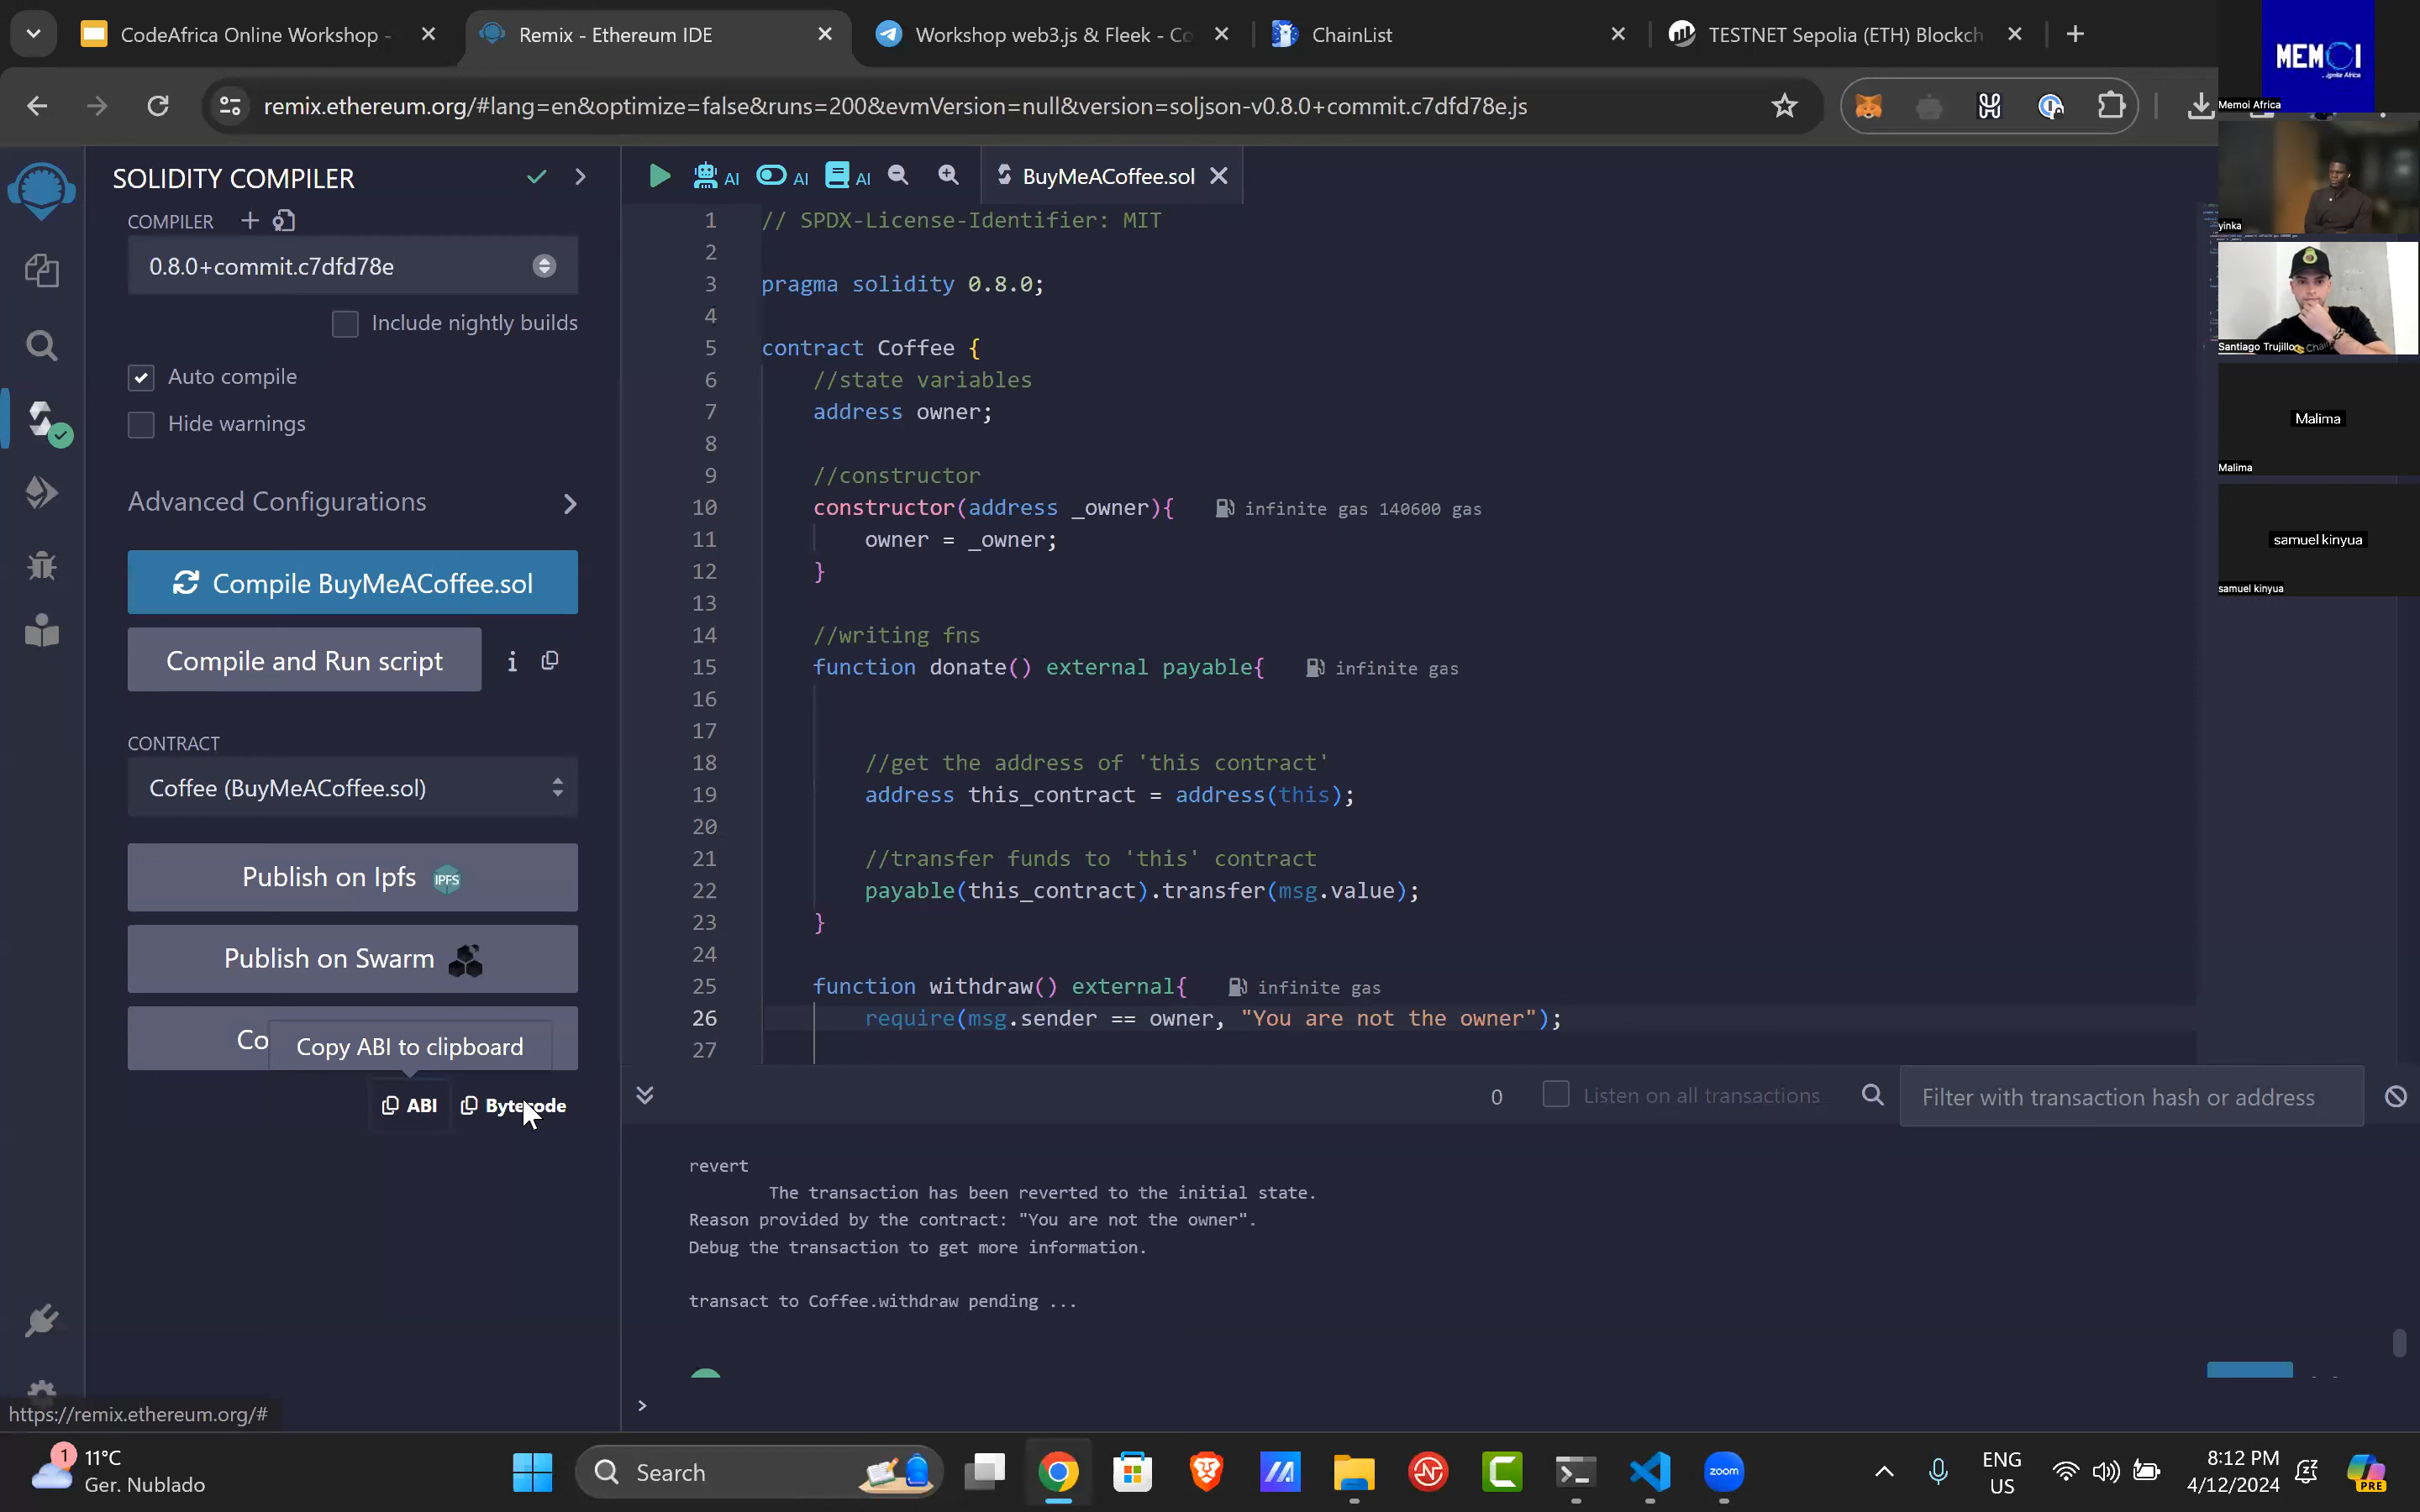 CodeAfrica Online Workshop -
Remix - Ethereum IDE
Workshop web3.js & Fleek - Co
ChainList
TESTNET Sepolia (ETH) Blockch
remix.ethereum.org/#lang=en&optimize=false&runs=200&evmVersion=null&version=soljson-v0.8.0+commit.c7dfd78e.js
MEMOI
...ignite Africa
Memoi Africa
yinka
Santiago Trujillo
Malima
Malima
samuel kinyua
samuel kinyua
SOLIDITY COMPILER
COMPILER
0.8.0+commit.c7dfd78e
Include nightly builds
Auto compile
Hide warnings
Advanced Configurations
Compile BuyMeACoffee.sol
Compile and Run script
i
CONTRACT
Coffee (BuyMeACoffee.sol)
Publish on Ipfs
IPFS
Publish on Swarm
Co
Copy ABI to clipboard
ABI
Bytecode
https://remix.ethereum.org/#
AI
AI
AI
BuyMeACoffee.sol
1 // SPDX-License-Identifier: MIT
2
3 pragma solidity 0.8.0;
4
5 contract Coffee {
6 //state variables
7 address owner;
8
9 //constructor
10 constructor(address _owner){ infinite gas 140600 gas
11 owner = _owner;
12 }
13
14 //writing fns
15 function donate() external payable{ infinite gas
16
17
18 //get the address of 'this contract'
19 address this_contract = address(this);
20
21 //transfer funds to 'this' contract
22 payable(this_contract).transfer(msg.value);
23 }
24
25 function withdraw() external{ infinite gas
26 require(msg.sender == owner, "You are not the owner");
27
0
Listen on all transactions
Filter with transaction hash or address
revert
The transaction has been reverted to the initial state.
Reason provided by the contract: "You are not the owner".
Debug the transaction to get more information.
transact to Coffee.withdraw pending ...
>
1
11°C
Ger. Nublado
Search
zoom
ENG
US
8:12 PM
4/12/2024
PRE